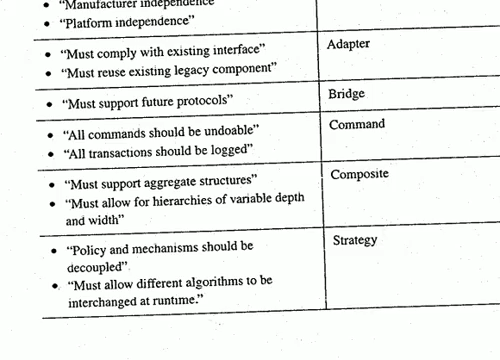 • “Manufacturer independence”
• “Platform independence”
• “Must comply with existing interface” Adapter
• “Must reuse existing legacy component”
• “Must support future protocols” Bridge
• “All commands should be undoable” Command
• “All transactions should be logged”
• “Must support aggregate structures” Composite
• “Must allow for hierarchies of variable depth
and width”
• “Policy and mechanisms should be Strategy
decoupled”
• “Must allow different algorithms to be
interchanged at runtime.”